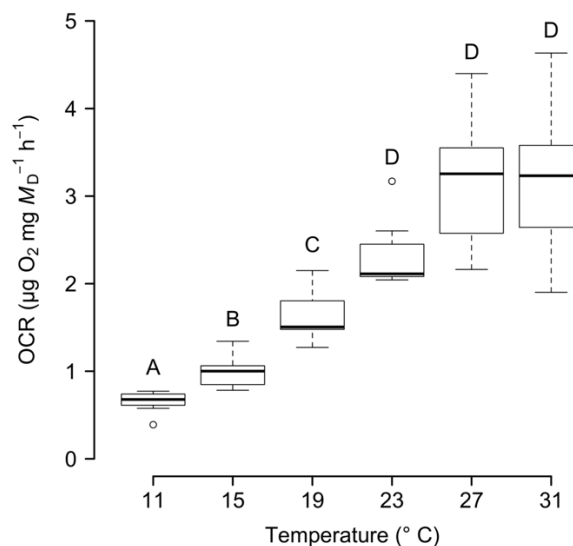 5
D
D
4
D
3
C
2
B
A
1
0
11 15 19 23 27 31
Temperature (° C)
OCR (µg O₂ mg M_D⁻¹ h⁻¹)